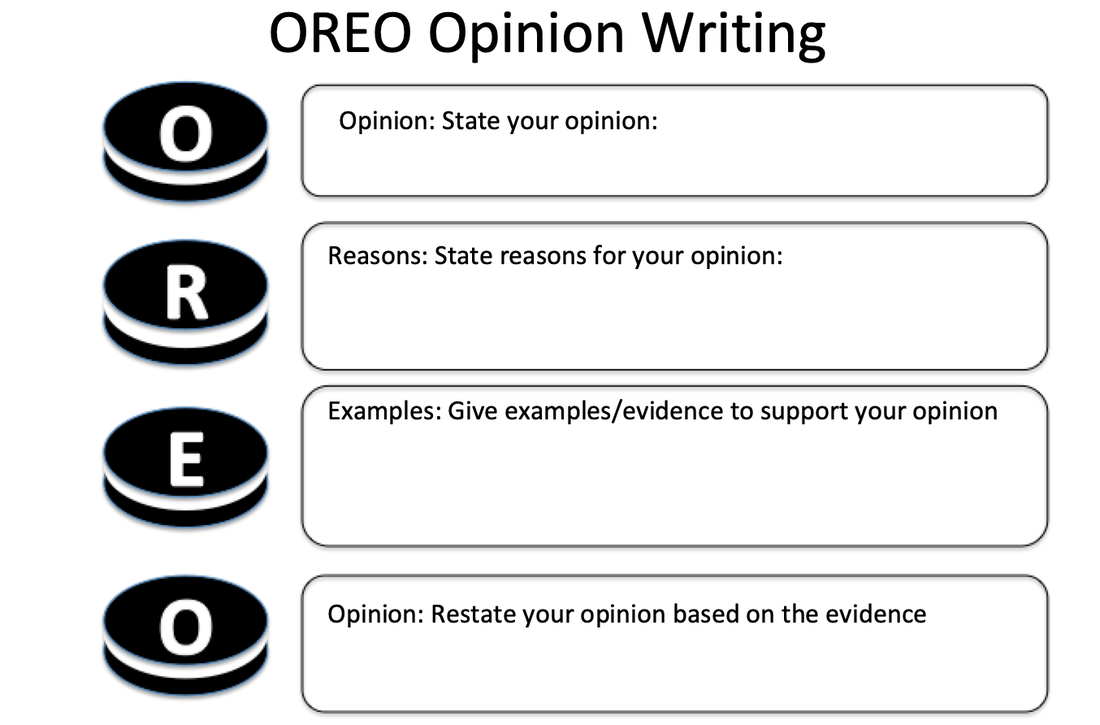 OREO Opinion Writing
O
Opinion: State your opinion:
R
Reasons: State reasons for your opinion:
E
Examples: Give examples/evidence to support your opinion
O
Opinion: Restate your opinion based on the evidence